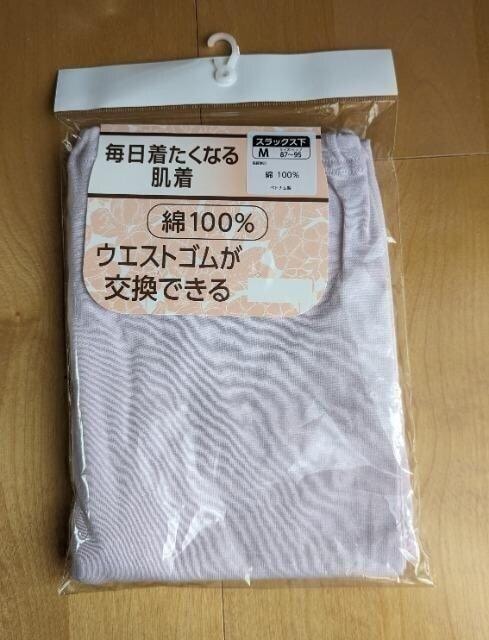 毎日着たくなる
肌着
綿100%
ウエストゴムが
交換できる
スラックス下
M
87~95
綿 100%
ベトナム製